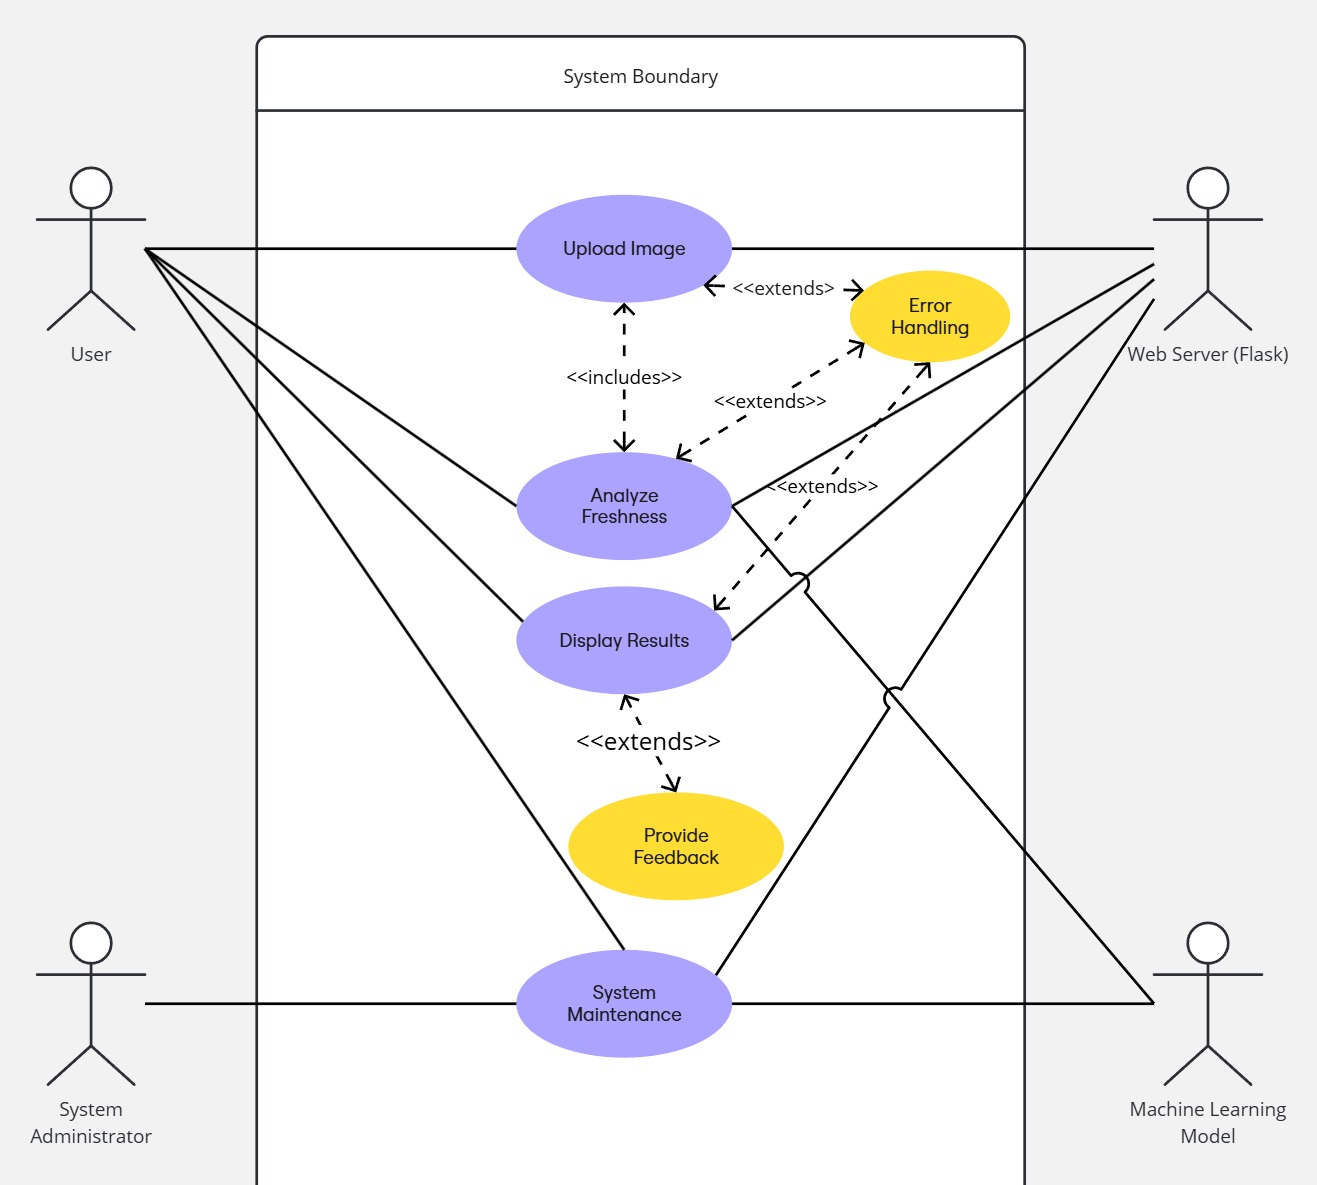 System Boundary
Upload Image
<<extends>
Error
Handling
User
Web Server (Flask)
<<includes>>
<<extends>>
<<extends>>
Analyze
Freshness
Display Results
<<extends>>
Provide
Feedback
System
Maintenance
System
Administrator
Machine Learning
Model